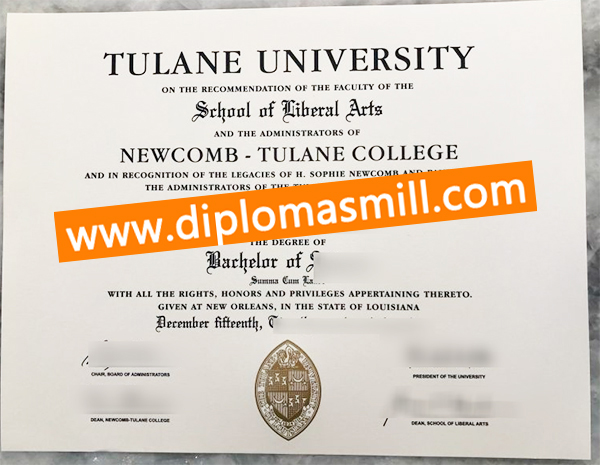 TULANE UNIVERSITY
ON THE RECOMMENDATION OF THE FACULTY OF THE
School of Liberal Arts
AND THE ADMINISTRATORS OF
NEWCOMB - TULANE COLLEGE
AND IN RECOGNITION OF THE LEGACIES OF H. SOPHIE NEWCOMB AND
THE ADMINISTRATORS OF THE
www.diplomasmill.com
THE DEGREE OF
Bachelor of
Summa Cum
WITH ALL THE RIGHTS, HONORS AND PRIVILEGES APPERTAINING THERETO.
GIVEN AT NEW ORLEANS, IN THE STATE OF LOUISIANA
December fifteenth,
CHAIR, BOARD OF ADMINISTRATORS
PRESIDENT OF THE UNIVERSITY
DEAN, NEWCOMB-TULANE COLLEGE
DEAN, SCHOOL OF LIBERAL ARTS